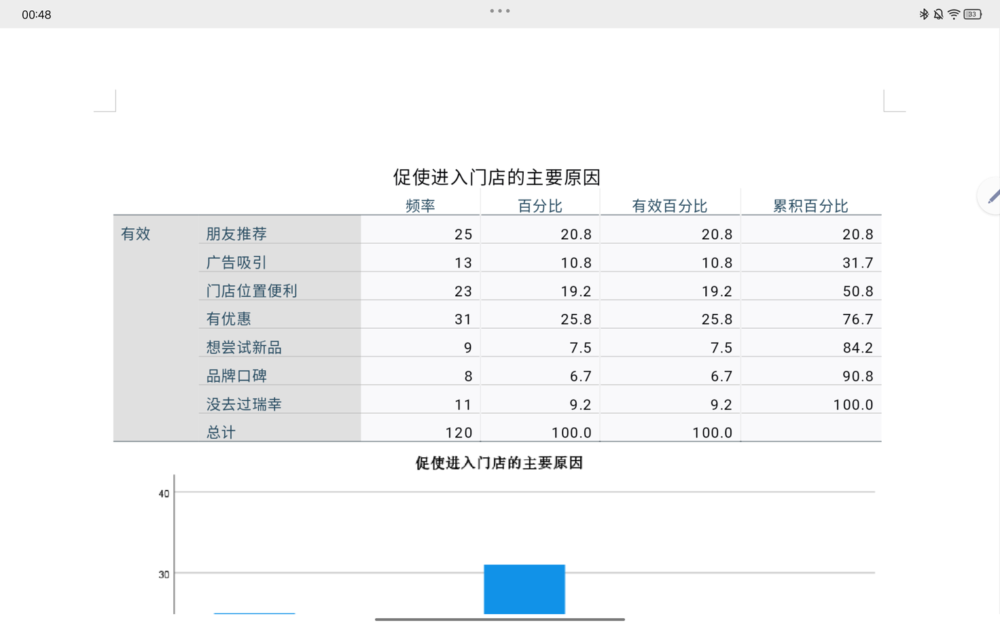 00:48
33
促使进入门店的主要原因
频率 百分比 有效百分比 累积百分比
有效 朋友推荐 25 20.8 20.8 20.8
广告吸引 13 10.8 10.8 31.7
门店位置便利 23 19.2 19.2 50.8
有优惠 31 25.8 25.8 76.7
想尝试新品 9 7.5 7.5 84.2
品牌口碑 8 6.7 6.7 90.8
没去过瑞幸 11 9.2 9.2 100.0
总计 120 100.0 100.0
促使进入门店的主要原因
40
30